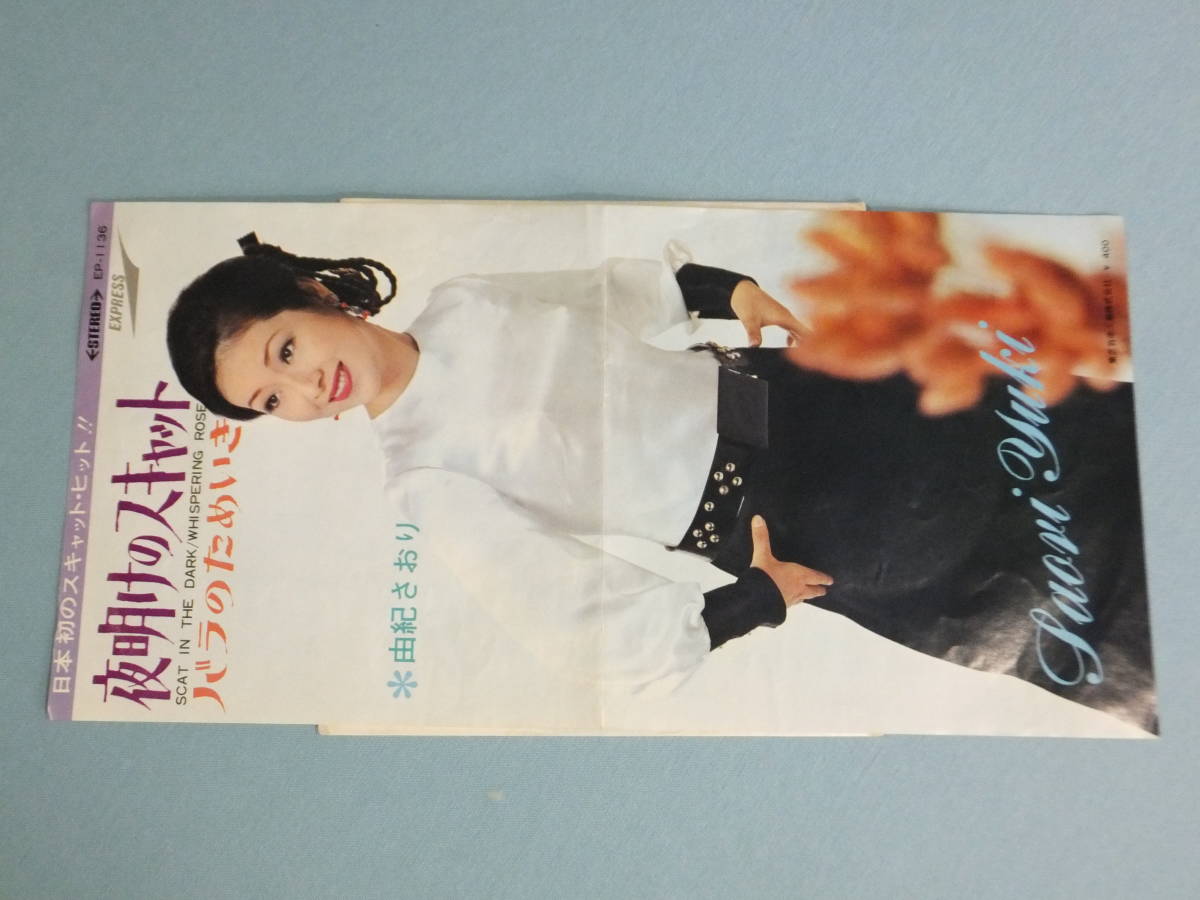 日本初のスキャット・ヒット!!
←STEREO→ EP-1136
EXPRESS
夜明けのスキャット
SCAT IN THE DARK/WHISPERING ROSE
バラのためいき
*由紀さおり
Saori Yuki
¥400